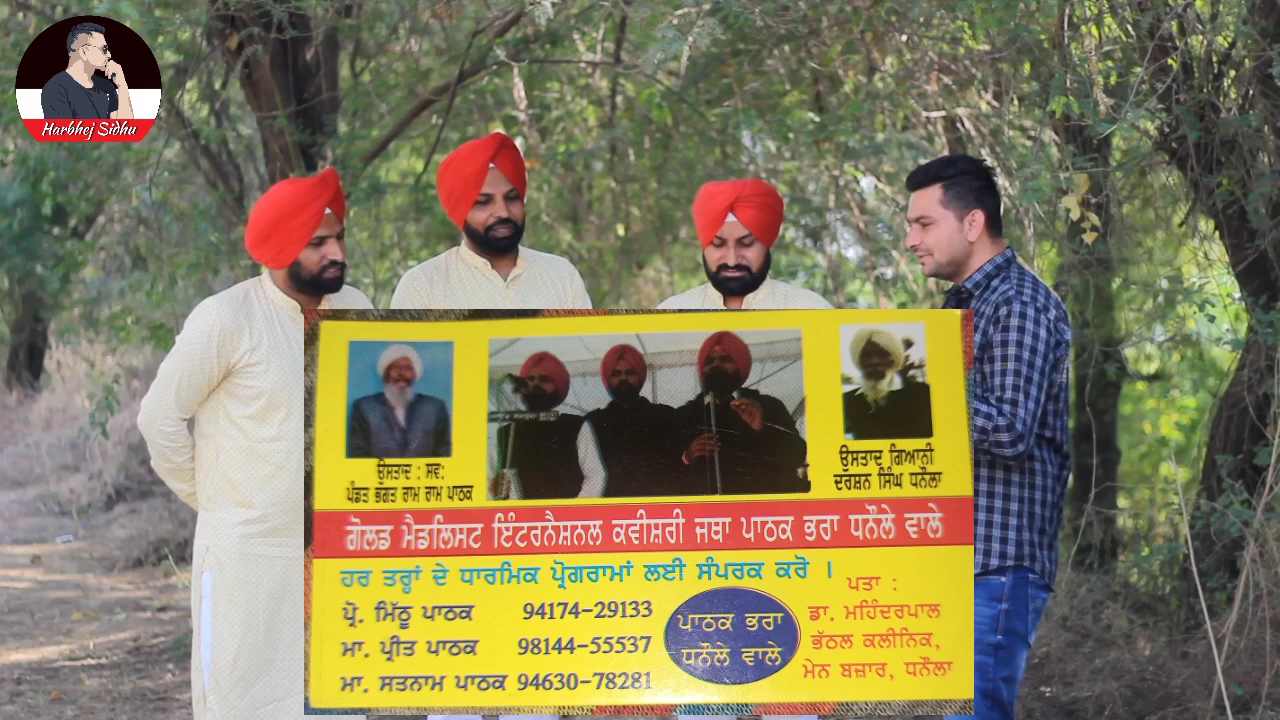 Harbhej Sidhu
ਉਸਤਾਦ : ਸਵ:
ਪੰਡਤ ਭਗਤ ਰਾਮ ਰਾਮ ਪਾਠਕ
ਉਸਤਾਦ ਗਿਆਨੀ
ਦਰਸ਼ਨ ਸਿੰਘ ਧਨੌਲਾ
ਗੋਲਡ ਮੈਡਲਿਸਟ ਇੰਟਰਨੈਸ਼ਨਲ ਕਵੀਸ਼ਰੀ ਜਥਾ ਪਾਠਕ ਭਰਾ ਧਨੌਲੇ ਵਾਲੇ
ਹਰ ਤਰ੍ਹਾਂ ਦੇ ਧਾਰਮਿਕ ਪ੍ਰੋਗਰਾਮਾਂ ਲਈ ਸੰਪਰਕ ਕਰੋ ।
ਪ੍ਰੋ. ਮਿੱਠੂ ਪਾਠਕ 94174-29133
ਮਾ. ਪ੍ਰੀਤ ਪਾਠਕ 98144-55537
ਮਾ. ਸਤਨਾਮ ਪਾਠਕ 94630-78281
ਪਾਠਕ ਭਰਾ
ਧਨੌਲੇ ਵਾਲੇ
ਪਤਾ :
ਡਾ. ਮਹਿੰਦਰਪਾਲ
ਭੱਠਲ ਕਲੀਨਿਕ,
ਮੇਨ ਬਜ਼ਾਰ, ਧਨੌਲਾ